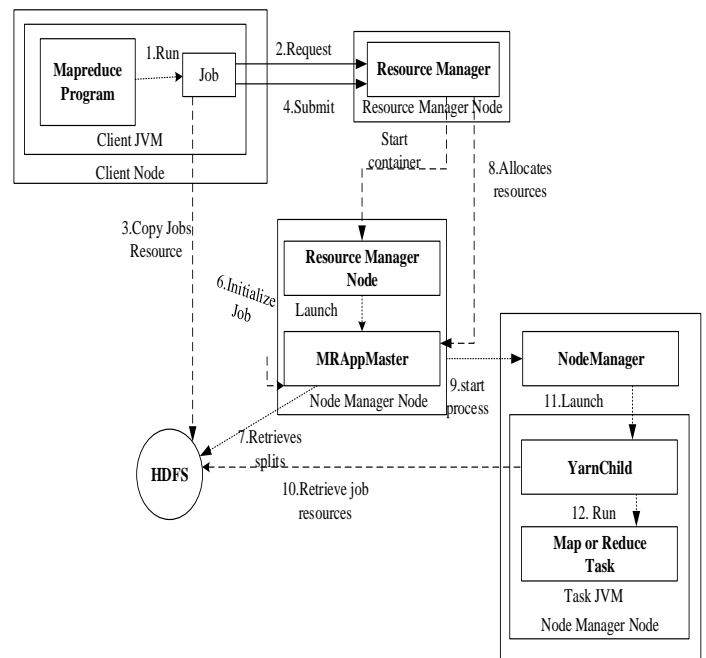 1.Run
2.Request
Mapreduce
Program
Job
Resource Manager
4.Submit
Resource Manager Node
Client JVM
Client Node
Start
container
8.Allocates
resources
3.Copy Jobs
Resource
Resource Manager
Node
6.Initialize
Job
Launch
MRAppMaster
NodeManager
Node Manager Node
9.start
process
11.Launch
7.Retrieves
splits
HDFS
YarnChild
10.Retrieve job
resources
12. Run
Map or Reduce
Task
Task JVM
Node Manager Node